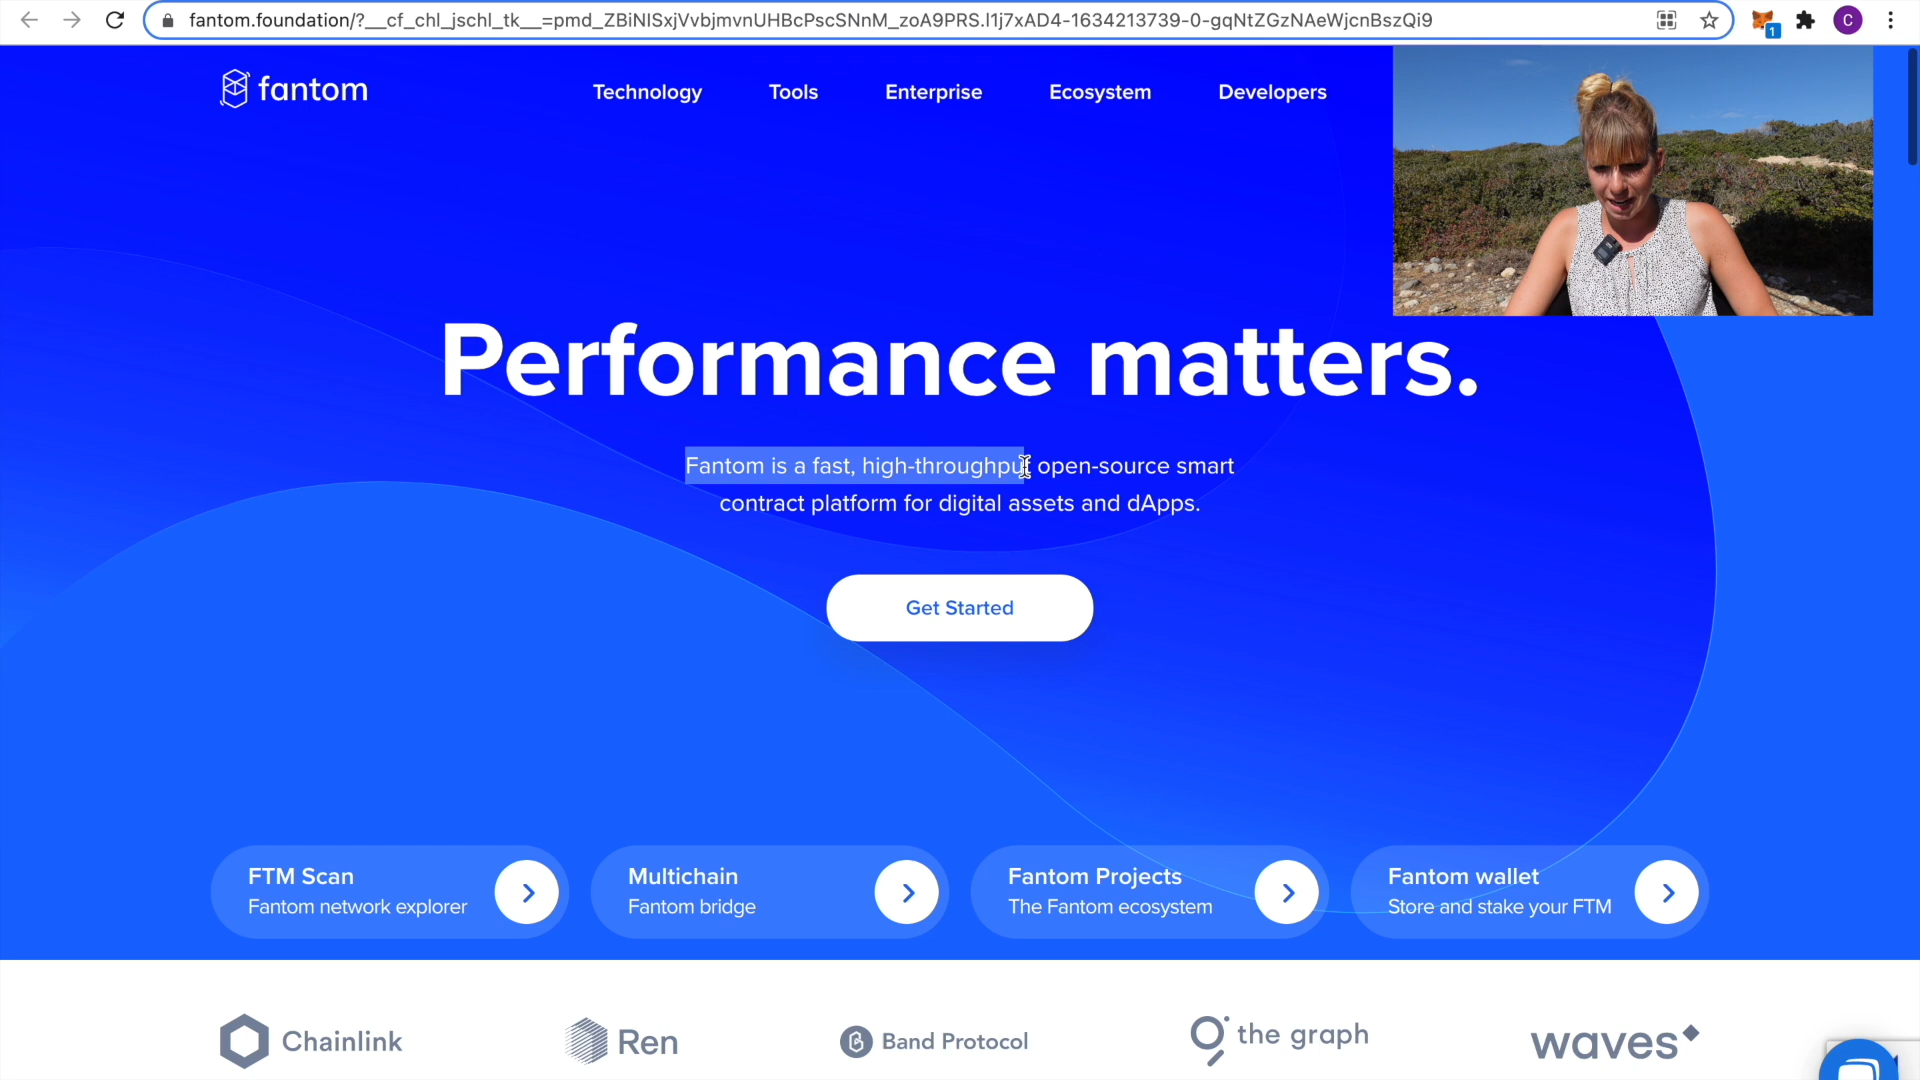 fantom.foundation/?__cf_chl_jschl_tk__=pmd_ZBiNISxjVvbjmvnUHBcPscSNnM_zoA9PRS.l1j7xAD4-1634213739-0-gqNtZGzNAeWjcnBszQi9
1
C
fantom
Technology
Tools
Enterprise
Ecosystem
Developers
Performance matters.
Fantom is a fast, high-throughput open-source smart
contract platform for digital assets and dApps.
Get Started
FTM Scan
Fantom network explorer
Multichain
Fantom bridge
Fantom Projects
The Fantom ecosystem
Fantom wallet
Store and stake your FTM
Chainlink
Ren
Band Protocol
the graph
waves